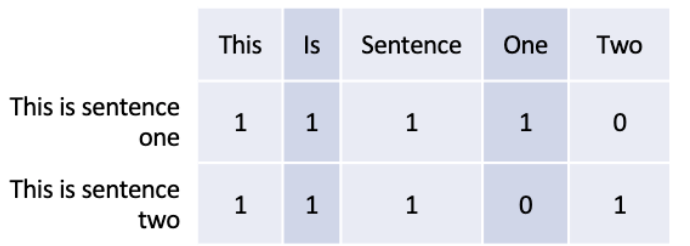 This Is Sentence One Two
This is sentence
one 1 1 1 1 0
This is sentence
two 1 1 1 0 1